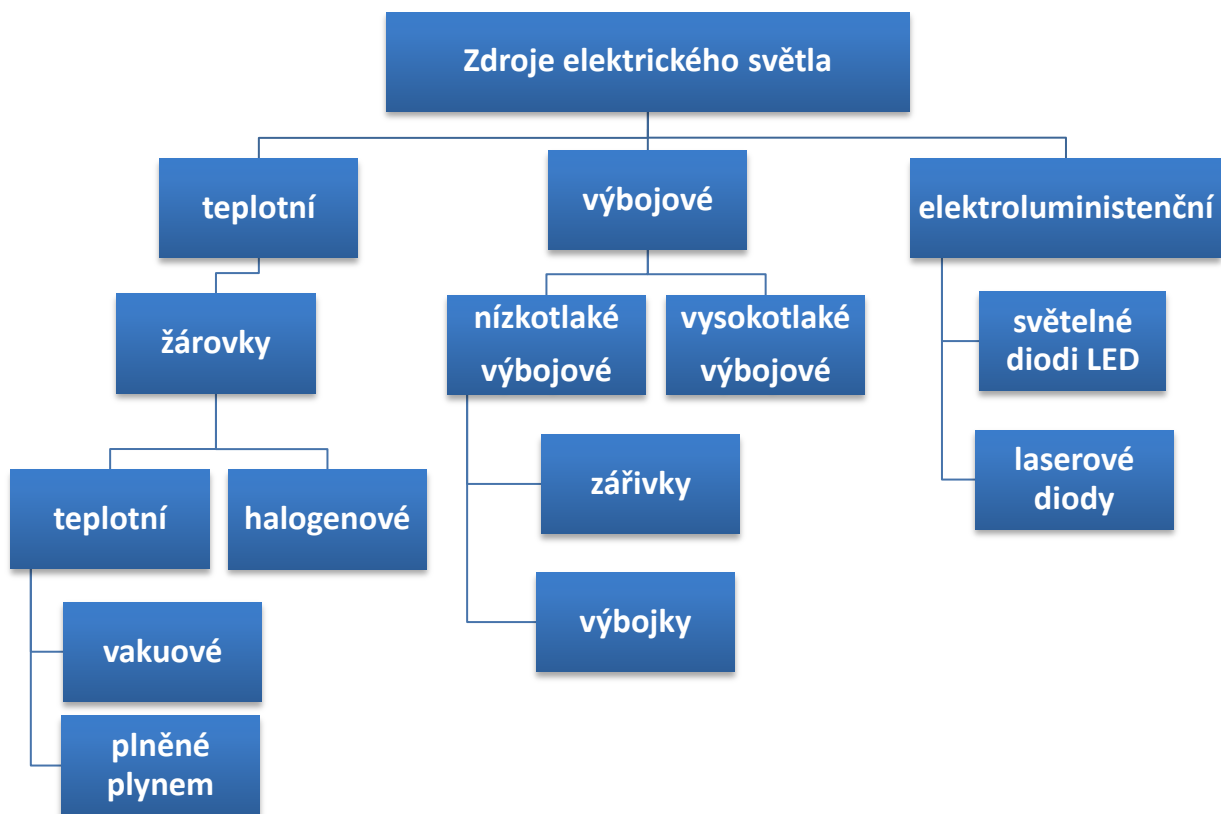 Zdroje elektrického světla
teplotní
výbojové
elektroluministenční
žárovky
nízkotlaké
výbojové
vysokotlaké
výbojové
světelné
diodi LED
laserové
diody
teplotní
halogenové
zářivky
výbojky
vakuové
plněné
plynem